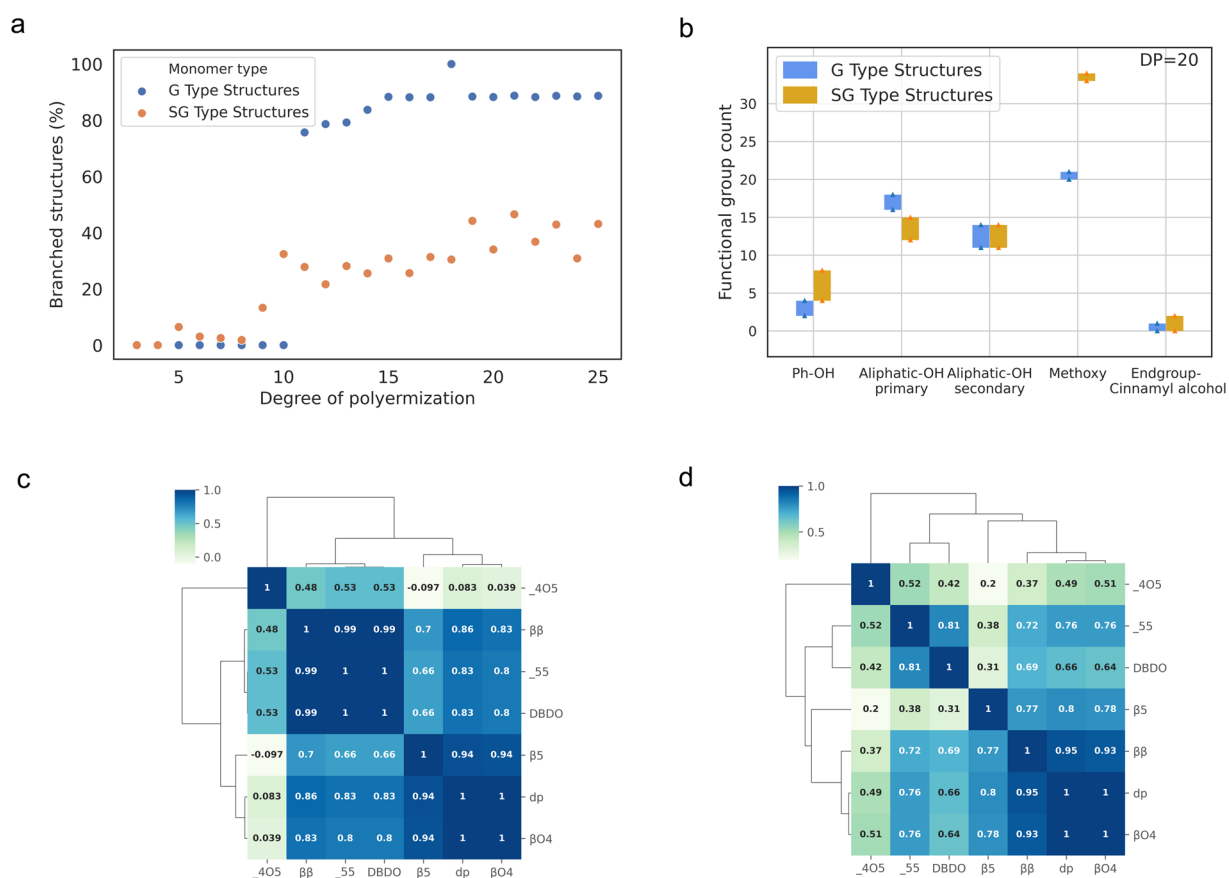 a
Branched structures (%)
100
80
60
40
20
0
Monomer type
G Type Structures
SG Type Structures
5
10
15
20
25
Degree of polyermization
b
Functional group count
30
25
20
15
10
5
0
G Type Structures
SG Type Structures
DP=20
Ph-OH
Aliphatic-OH
primary
Aliphatic-OH
secondary
Methoxy
Endgroup-
Cinnamyl alcohol
c
1.0
0.5
0.0
1 0.48 0.53 0.53 -0.097 0.083 0.039 _4O5
0.48 1 0.99 0.99 0.7 0.86 0.83 ββ
0.53 0.99 1 1 0.66 0.83 0.8 _55
0.53 0.99 1 1 0.66 0.83 0.8 DBDO
-0.097 0.7 0.66 0.66 1 0.94 0.94 β5
0.083 0.86 0.83 0.83 0.94 1 1 dp
0.039 0.83 0.8 0.8 0.94 1 1 βO4
_4O5 ββ _55 DBDO β5 dp βO4
d
1.0
0.5
1 0.52 0.42 0.2 0.37 0.49 0.51 _4O5
0.52 1 0.81 0.38 0.72 0.76 0.76 _55
0.42 0.81 1 0.31 0.69 0.66 0.64 DBDO
0.2 0.38 0.31 1 0.77 0.8 0.78 β5
0.37 0.72 0.69 0.77 1 0.95 0.93 ββ
0.49 0.76 0.66 0.8 0.95 1 1 dp
0.51 0.76 0.64 0.78 0.93 1 1 βO4
_4O5 _55 DBDO β5 ββ dp βO4